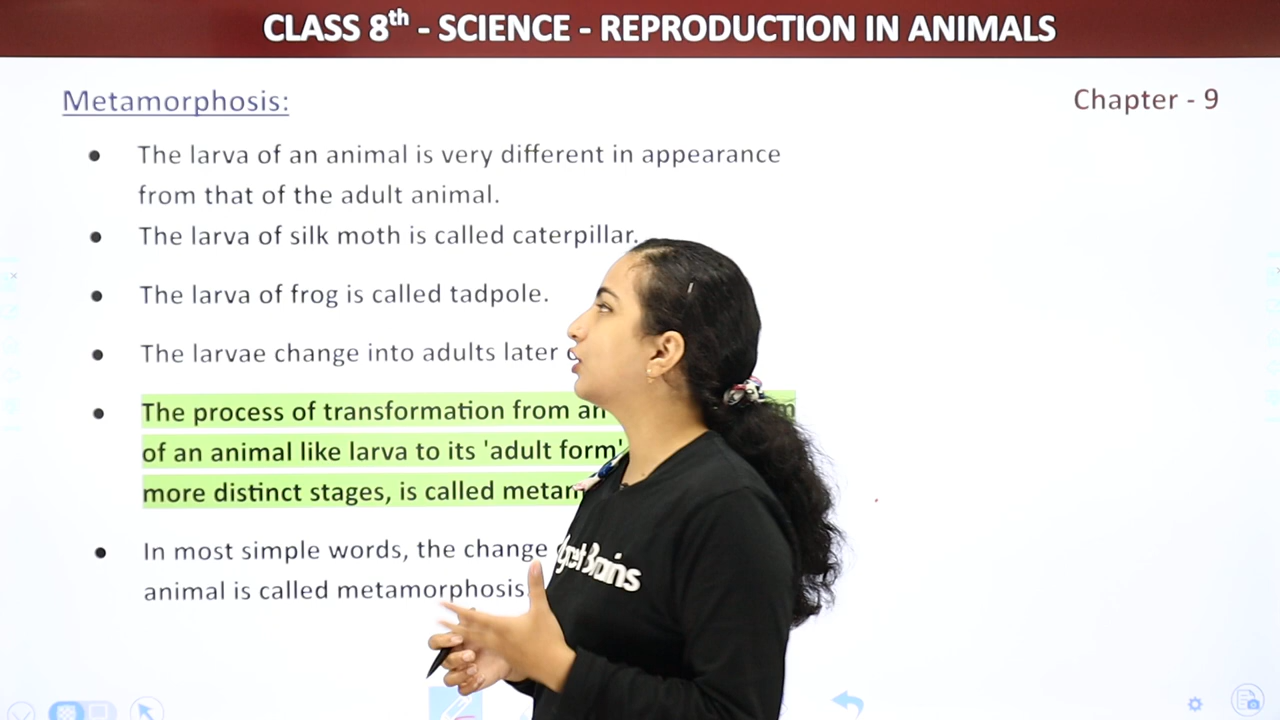 CLASS 8th - SCIENCE - REPRODUCTION IN ANIMALS
Metamorphosis:
Chapter - 9
● The larva of an animal is very different in appearance
from that of the adult animal.
● The larva of silk moth is called caterpillar.
● The larva of frog is called tadpole.
● The larvae change into adults later
● The process of transformation from an
of an animal like larva to its 'adult form'
more distinct stages, is called
● In most simple words, the change
animal is called metamorphosis.
Brains